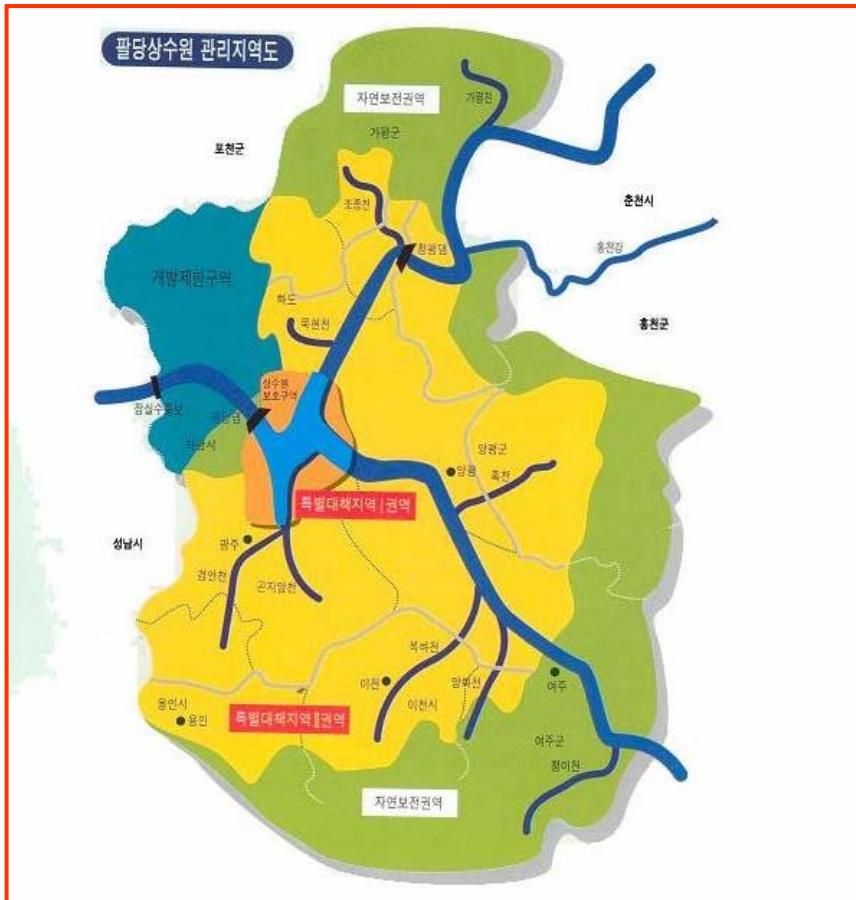 팔당상수원 관리지역도
자연보전권역
가평천
가평군
포천군
춘천시
조종천
홍천강
청평댐
개발제한구역
화도
묵현천
홍천군
상수원
보호구역
잠실수중보
팔당댐
하남시
양평군
양평
흑천
특별대책지역Ⅰ권역
성남시
광주
경안천
곤지암천
복하천
양화천
이천
여주
이천시
용인시
용인
특별대책지역Ⅱ권역
여주군
청미천
자연보전권역